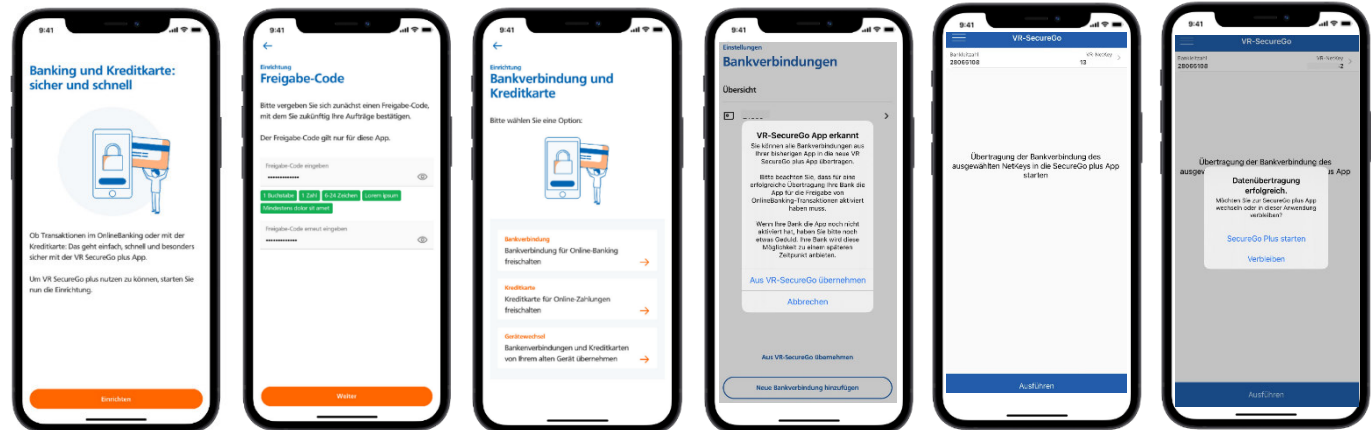 9:41
Banking und Kreditkarte:
sicher und schnell
Ob Transaktionen im OnlineBanking oder mit der
Kreditkarte: Das geht einfach, schnell und besonders
sicher mit der VR SecureGo plus App.
Um VR SecureGo plus nutzen zu können, starten Sie
nun die Einrichtung.
Einrichten
9:41
Einrichtung
Freigabe-Code
Bitte vergeben Sie sich zunächst einen Freigabe-Code,
mit dem Sie zukünftig Ihre Aufträge bestätigen.
Der Freigabe-Code gilt nur für diese App.
Freigabe-Code eingeben
1 Buchstabe 1 Zahl 6-24 Zeichen Lorem ipsum
Mindestens dolor sit amet
Freigabe-Code erneut eingeben
Weiter
9:41
Einrichtung
Bankverbindung und
Kreditkarte
Bitte wählen Sie eine Option:
Bankverbindung
Bankverbindung für Online-Banking
freischalten
Kreditkarte
Kreditkarte für Online-Zahlungen
freischalten
Gerätewechsel
Bankenverbindungen und Kreditkarten
von Ihrem alten Gerät übernehmen
9:41
Einstellungen
Bankverbindungen
Übersicht
VR-SecureGo App erkannt
Sie können alle Bankverbindungen aus
Ihrer bisherigen App in die neue VR
SecureGo plus App übertragen.
Bitte beachten Sie, dass für eine
erfolgreiche Übertragung Ihre Bank die
App für die Freigabe von
OnlineBanking-Transaktionen aktiviert
haben muss.
Wenn Ihre Bank die App noch nicht
aktiviert hat, haben Sie bitte noch
etwas Geduld. Ihre Bank wird diese
Möglichkeit zu einem späteren
Zeitpunkt anbieten.
Aus VR-SecureGo übernehmen
Abbrechen
Aus VR-SecureGo übernehmen
Neue Bankverbindung hinzufügen
9:41
VR-SecureGo
Bankleitzahl VR-NetKey
28065108 13
Übertragung der Bankverbindung des
ausgewählten NetKeys in die SecureGo plus App
starten
Ausführen
9:41
VR-SecureGo
Bankleitzahl VR-NetKey
28065108 -2
Übertragung der Bankverbindung des
ausgew us App
Datenübertragung
erfolgreich.
Möchten Sie zur SecureGo plus App
wechseln oder in dieser Anwendung
verbleiben?
SecureGo Plus starten
Verbleiben
Ausführen